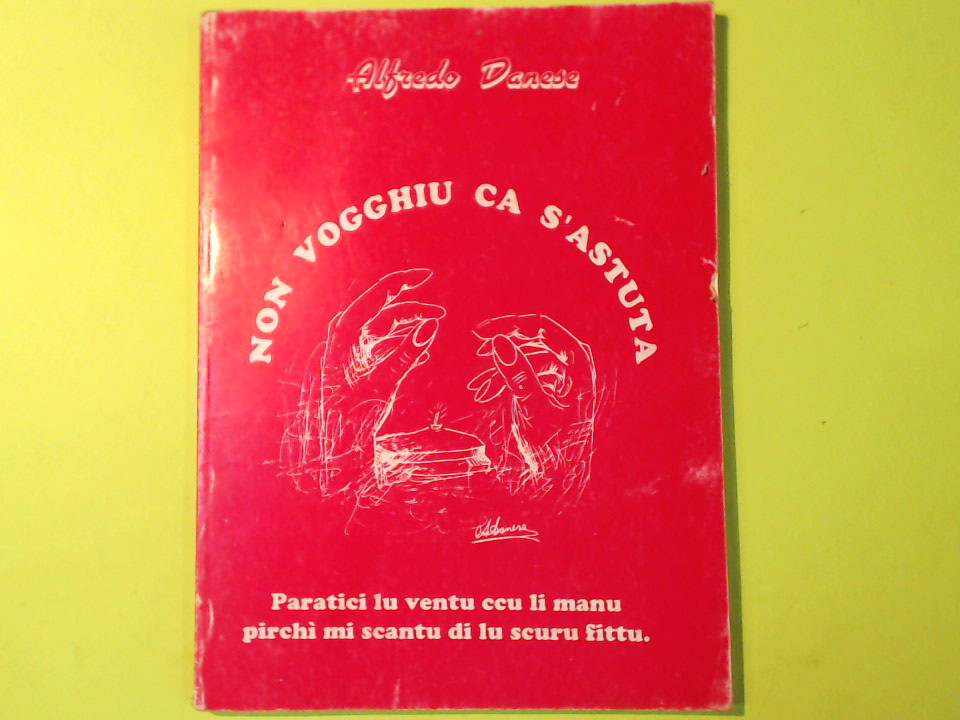 Alfredo Danese
NON VOGGHIU CA S'ASTUTA
Paratici lu ventu ccu li manu
pirchì mi scantu di lu scuru fittu.